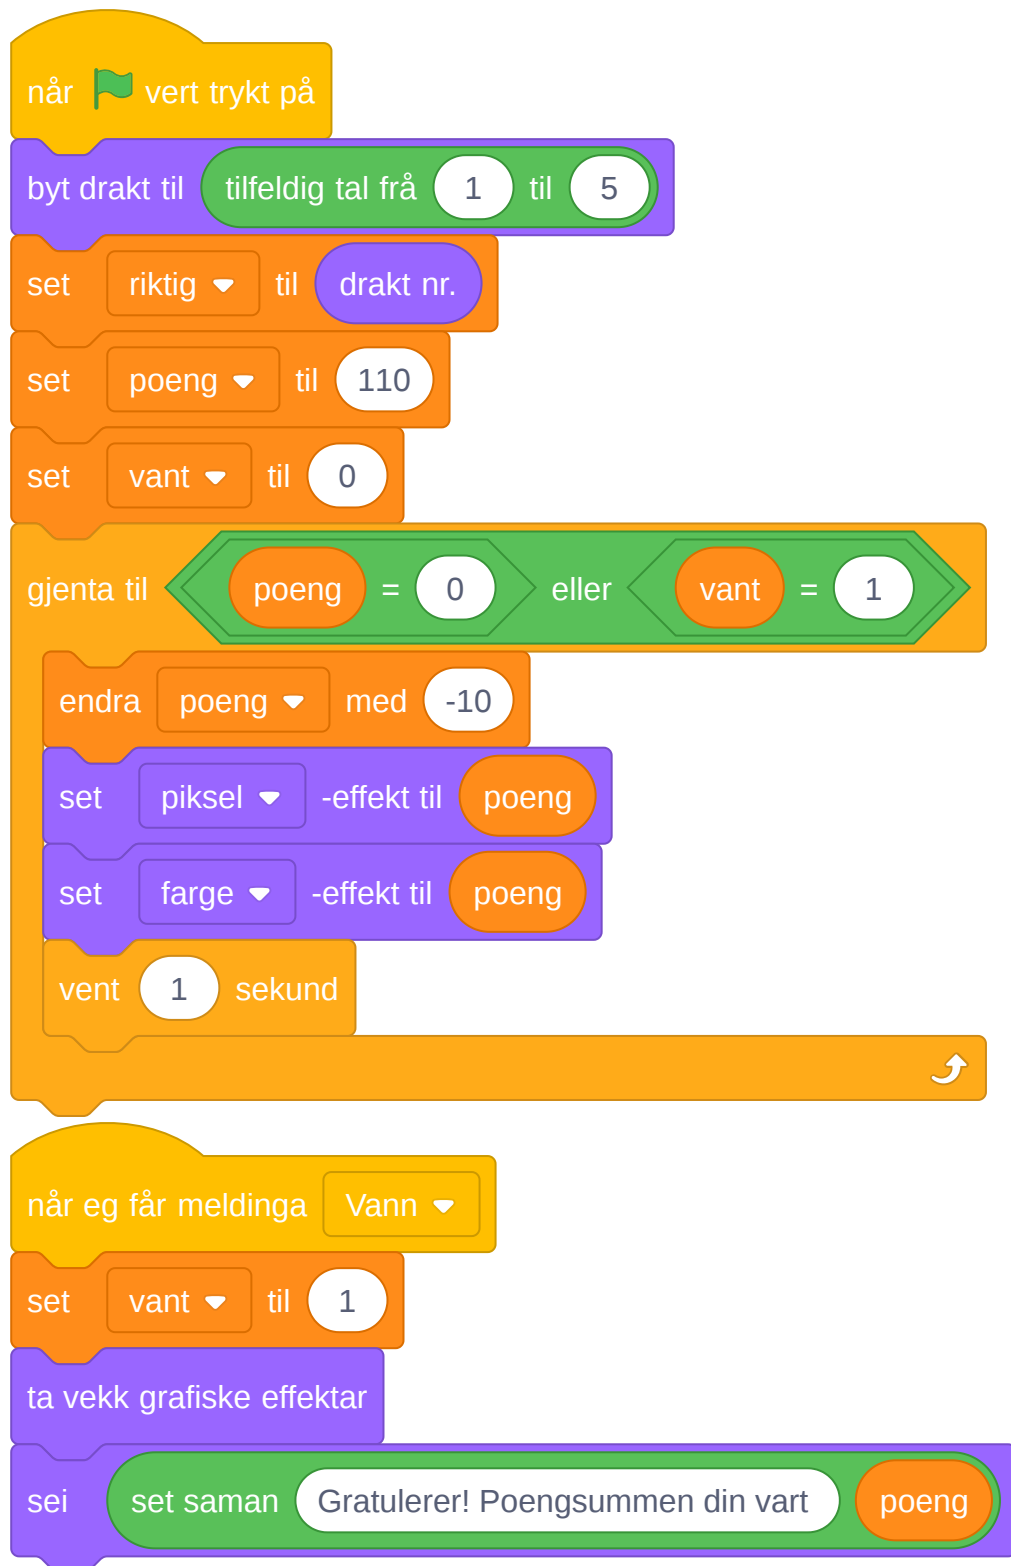 når vert trykt på
byt drakt til tilfeldig tal frå 1 til 5
set riktig til drakt nr.
set poeng til 110
set vant til 0
gjenta til poeng = 0 eller vant = 1
endra poeng med -10
set piksel -effekt til poeng
set farge -effekt til poeng
vent 1 sekund
når eg får meldinga Vann
set vant til 1
ta vekk grafiske effektar
sei set saman Gratulerer! Poengsummen din vart poeng